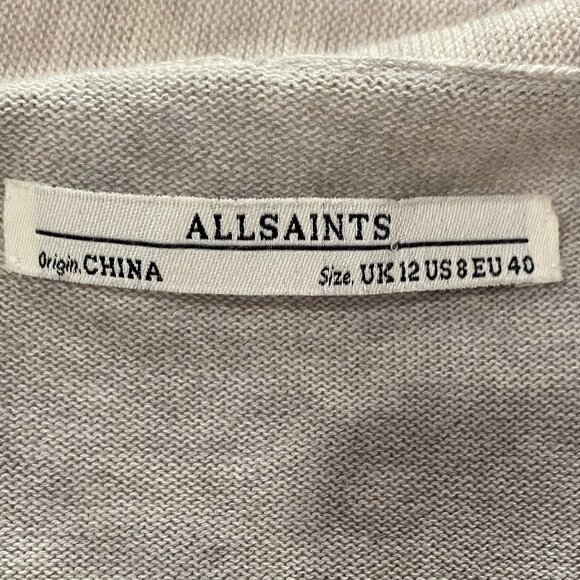 ALLSAINTS
Origin. CHINA Size. UK 12 US 8 EU 40